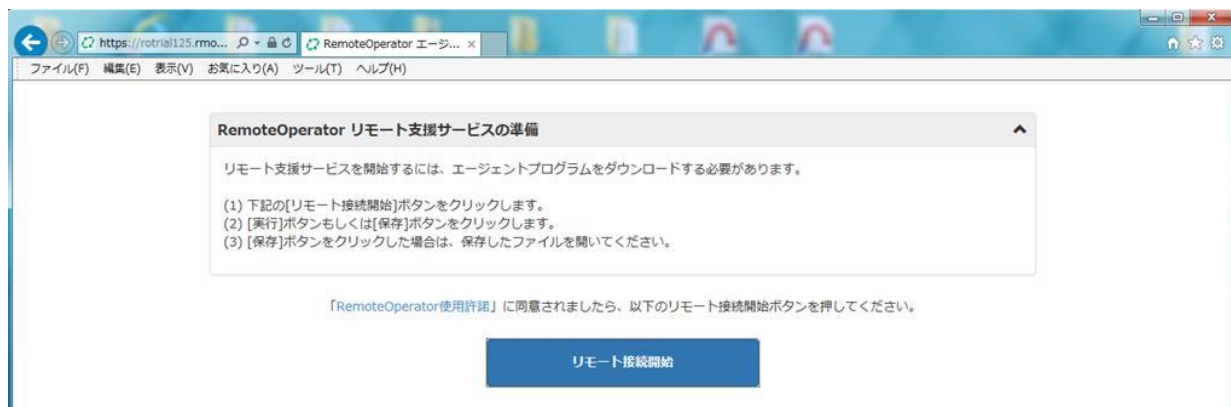 https://rotrial125.rmo...
RemoteOperator エージ...
ファイル(F) 編集(E) 表示(V) お気に入り(A) ツール(T) ヘルプ(H)
RemoteOperator リモート支援サービスの準備
リモート支援サービスを開始するには、エージェントプログラムをダウンロードする必要があります。
(1) 下記の[リモート接続開始]ボタンをクリックします。
(2) [実行]ボタンもしくは[保存]ボタンをクリックします。
(3) [保存]ボタンをクリックした場合は、保存したファイルを開いてください。
「RemoteOperator使用許諾」に同意されましたら、以下のリモート接続開始ボタンを押してください。
リモート接続開始